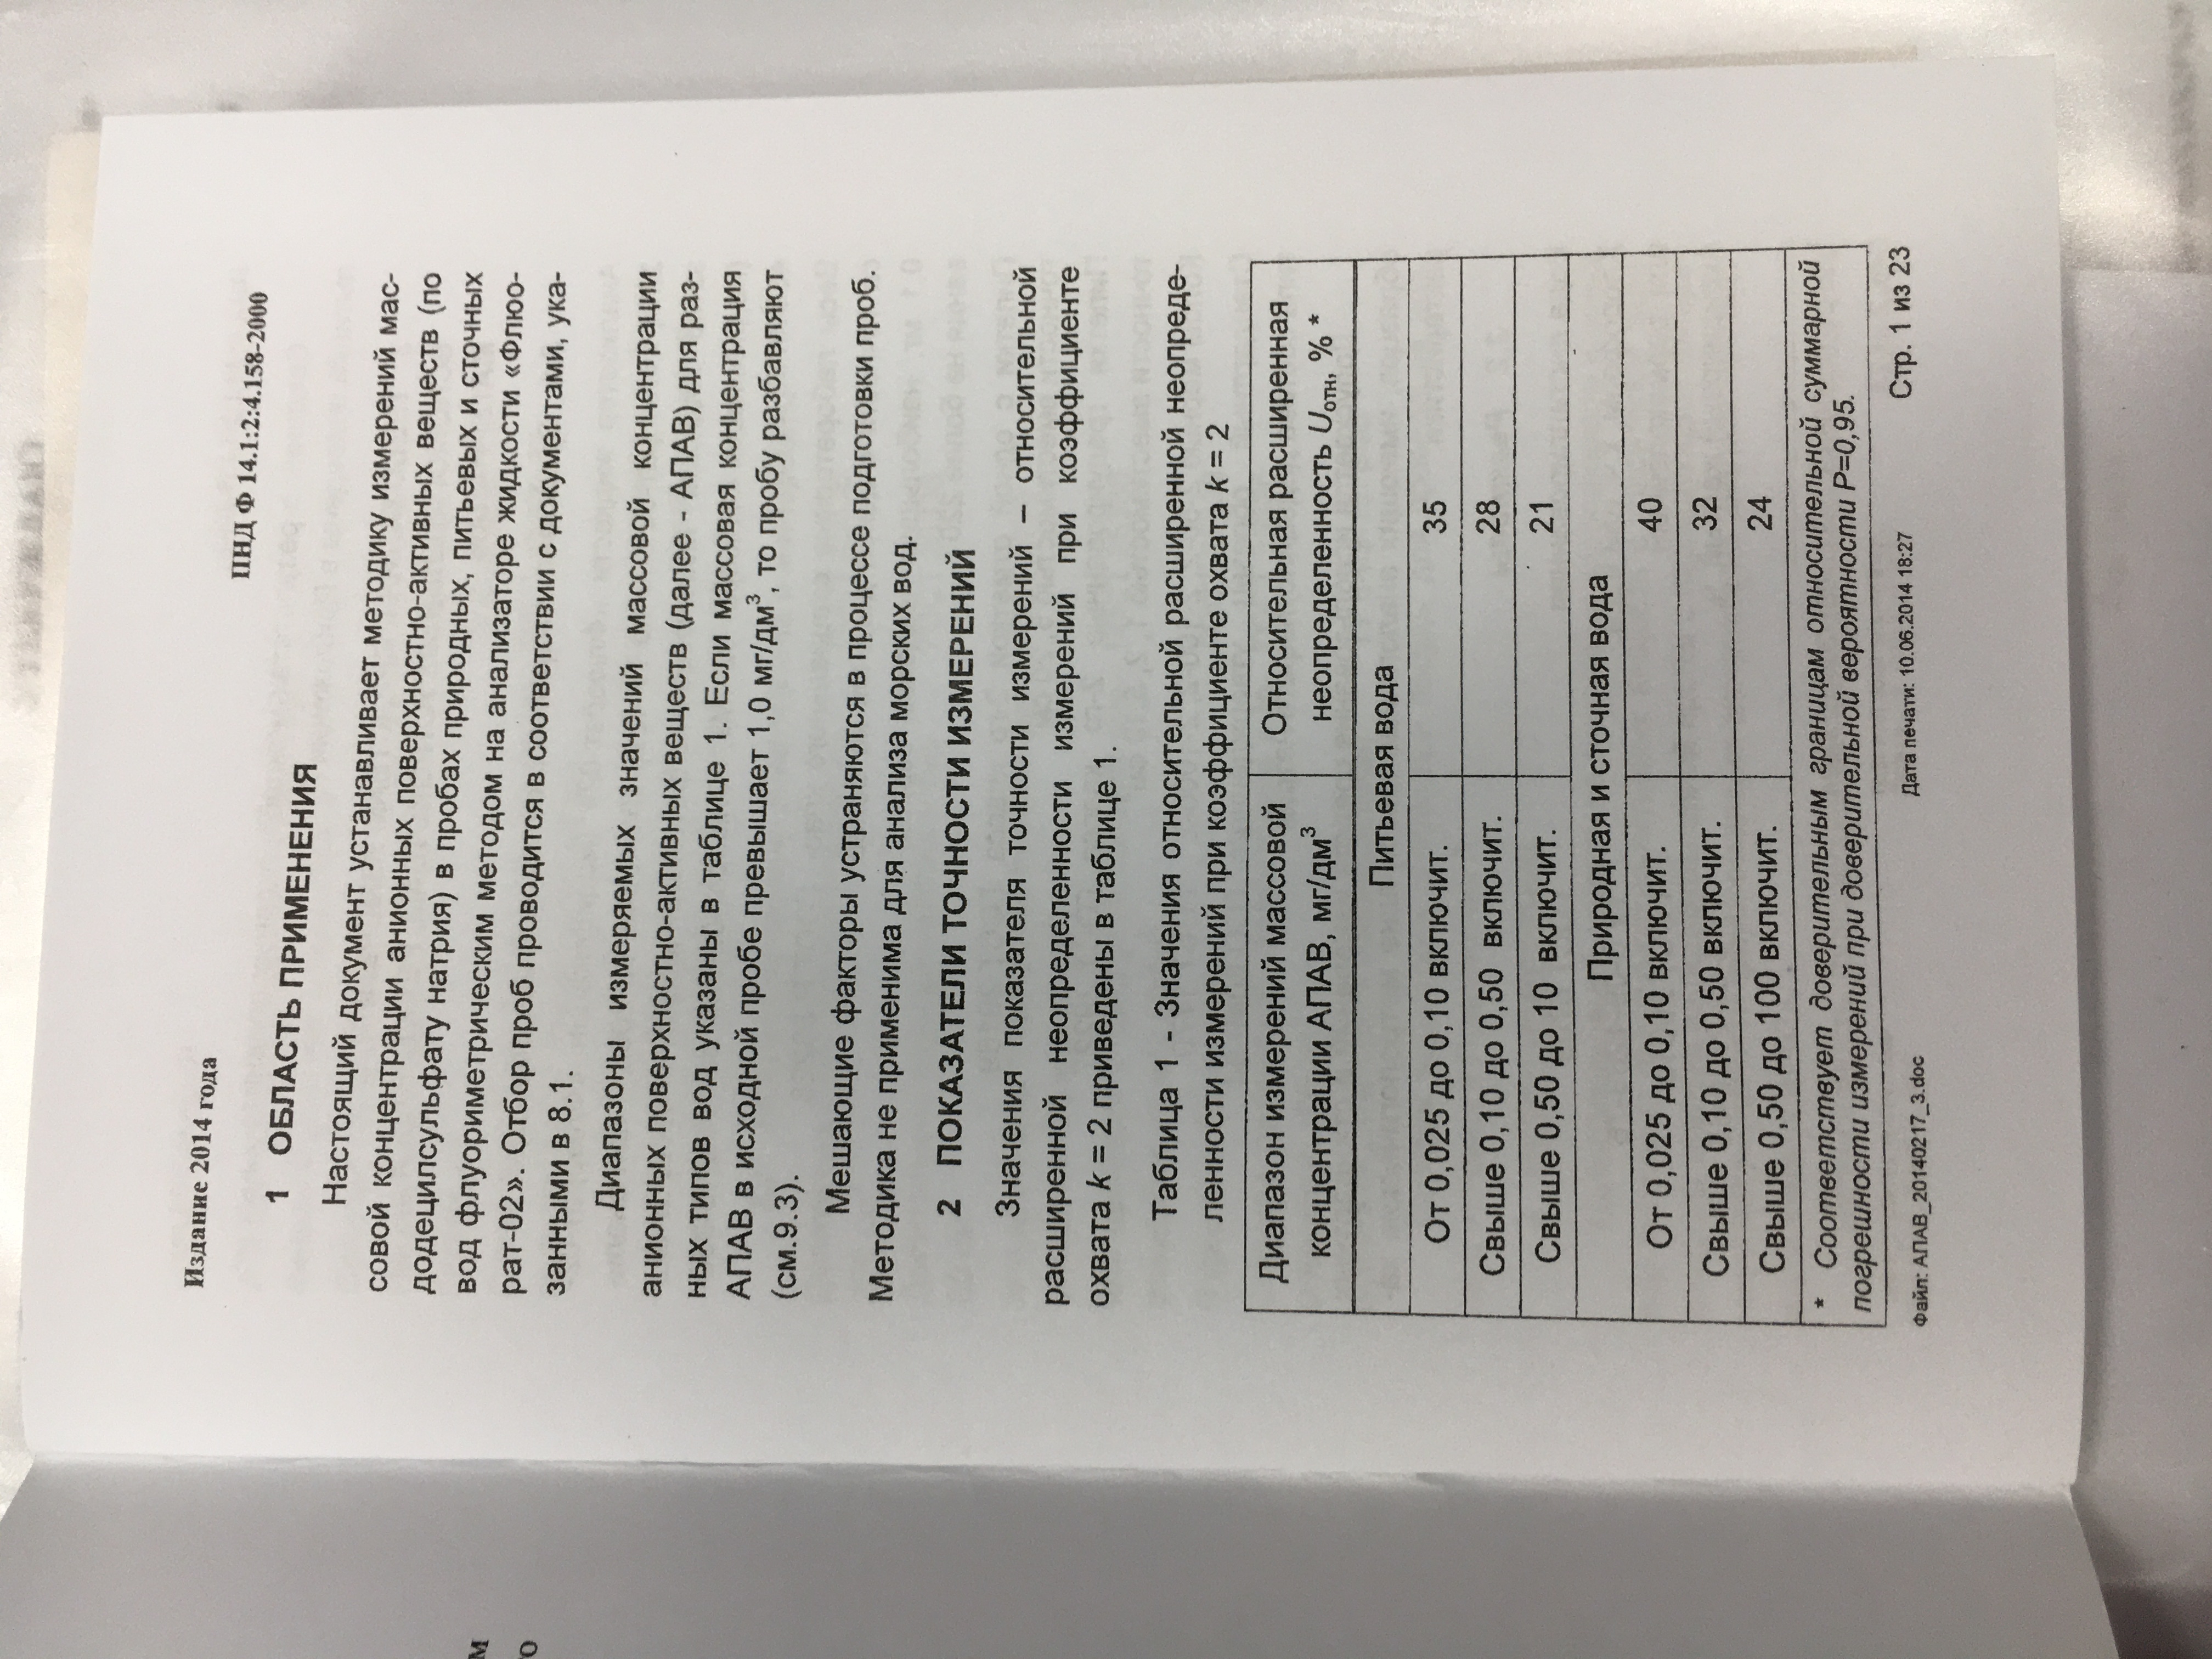 Издание 2014 года
ПНД Ф 14.1:2:4.158-2000
1 ОБЛАСТЬ ПРИМЕНЕНИЯ
Настоящий документ устанавливает методику измерений мас-
совой концентрации анионных поверхностно-активных веществ (по
додецилсульфату натрия) в пробах природных, питьевых и сточных
вод флуориметрическим методом на анализаторе жидкости «Флюо-
рат-02». Отбор проб проводится в соответствии с документами, ука-
занными в 8.1.
Диапазоны измеряемых значений массовой концентрации
анионных поверхностно-активных веществ (далее - АПАВ) для раз-
ных типов вод указаны в таблице 1. Если массовая концентрация
АПАВ в исходной пробе превышает 1,0 мг/дм³, то пробу разбавляют
(см.9.3).
Мешающие факторы устраняются в процессе подготовки проб.
Методика не применима для анализа морских вод.
2 ПОКАЗАТЕЛИ ТОЧНОСТИ ИЗМЕРЕНИЙ
Значения показателя точности измерений – относительной
расширенной неопределенности измерений при коэффициенте
охвата k = 2 приведены в таблице 1.
Таблица 1 - Значения относительной расширенной неопреде-
ленности измерений при коэффициенте охвата k = 2
Диапазон измерений массовой
концентрации АПАВ, мг/дм³
Относительная расширенная
неопределенность Uотн, % *
Питьевая вода
От 0,025 до 0,10 включит. 35
Свыше 0,10 до 0,50 включит. 28
Свыше 0,50 до 10 включит. 21
Природная и сточная вода
От 0,025 до 0,10 включит. 40
Свыше 0,10 до 0,50 включит. 32
Свыше 0,50 до 100 включит. 24
* Соответствует доверительным границам относительной суммарной
погрешности измерений при доверительной вероятности Р=0,95.
Файл: АПАВ_20140217_3.doc Дата печати: 10.06.2014 18:27 Стр. 1 из 23